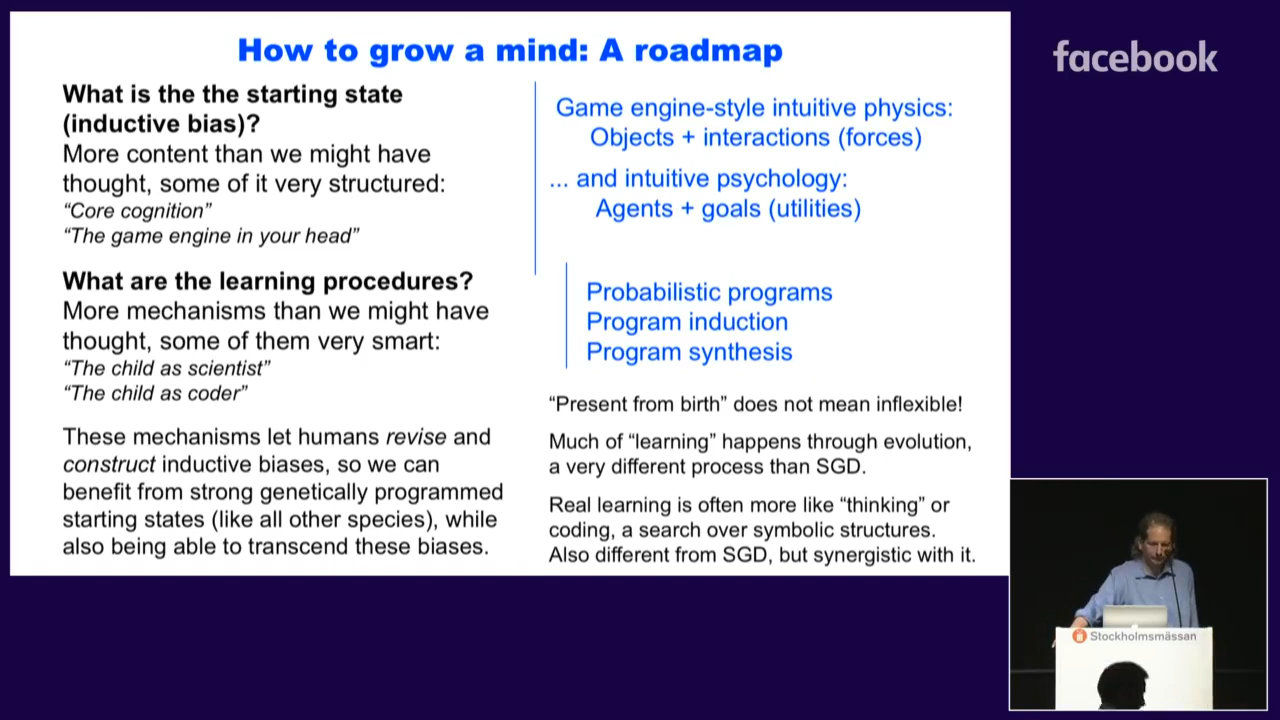 How to grow a mind: A roadmap
What is the the starting state
(inductive bias)?
More content than we might have
thought, some of it very structured:
“Core cognition”
“The game engine in your head”
What are the learning procedures?
More mechanisms than we might have
thought, some of them very smart:
“The child as scientist”
“The child as coder”
These mechanisms let humans revise and
construct inductive biases, so we can
benefit from strong genetically programmed
starting states (like all other species), while
also being able to transcend these biases.
Game engine-style intuitive physics:
Objects + interactions (forces)
... and intuitive psychology:
Agents + goals (utilities)
Probabilistic programs
Program induction
Program synthesis
“Present from birth” does not mean inflexible!
Much of “learning” happens through evolution,
a very different process than SGD.
Real learning is often more like “thinking” or
coding, a search over symbolic structures.
Also different from SGD, but synergistic with it.
facebook
Stockholmsmässan